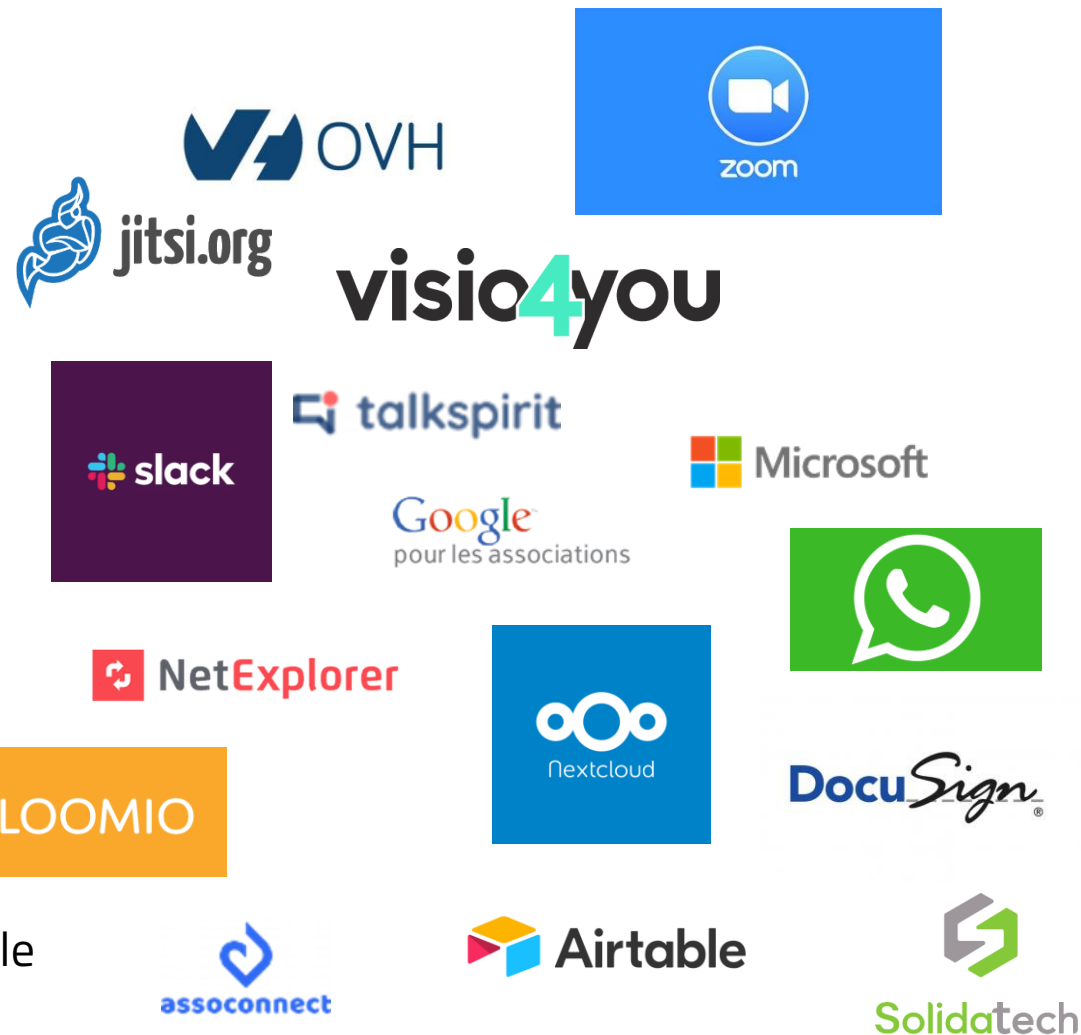 OVH
zoom
jitsi.org
visio4you
slack
talkspirit
Microsoft
Google
pour les associations
NetExplorer
Nextcloud
DocuSign®
LOOMIO
le
assoconnect
Airtable
Solidatech